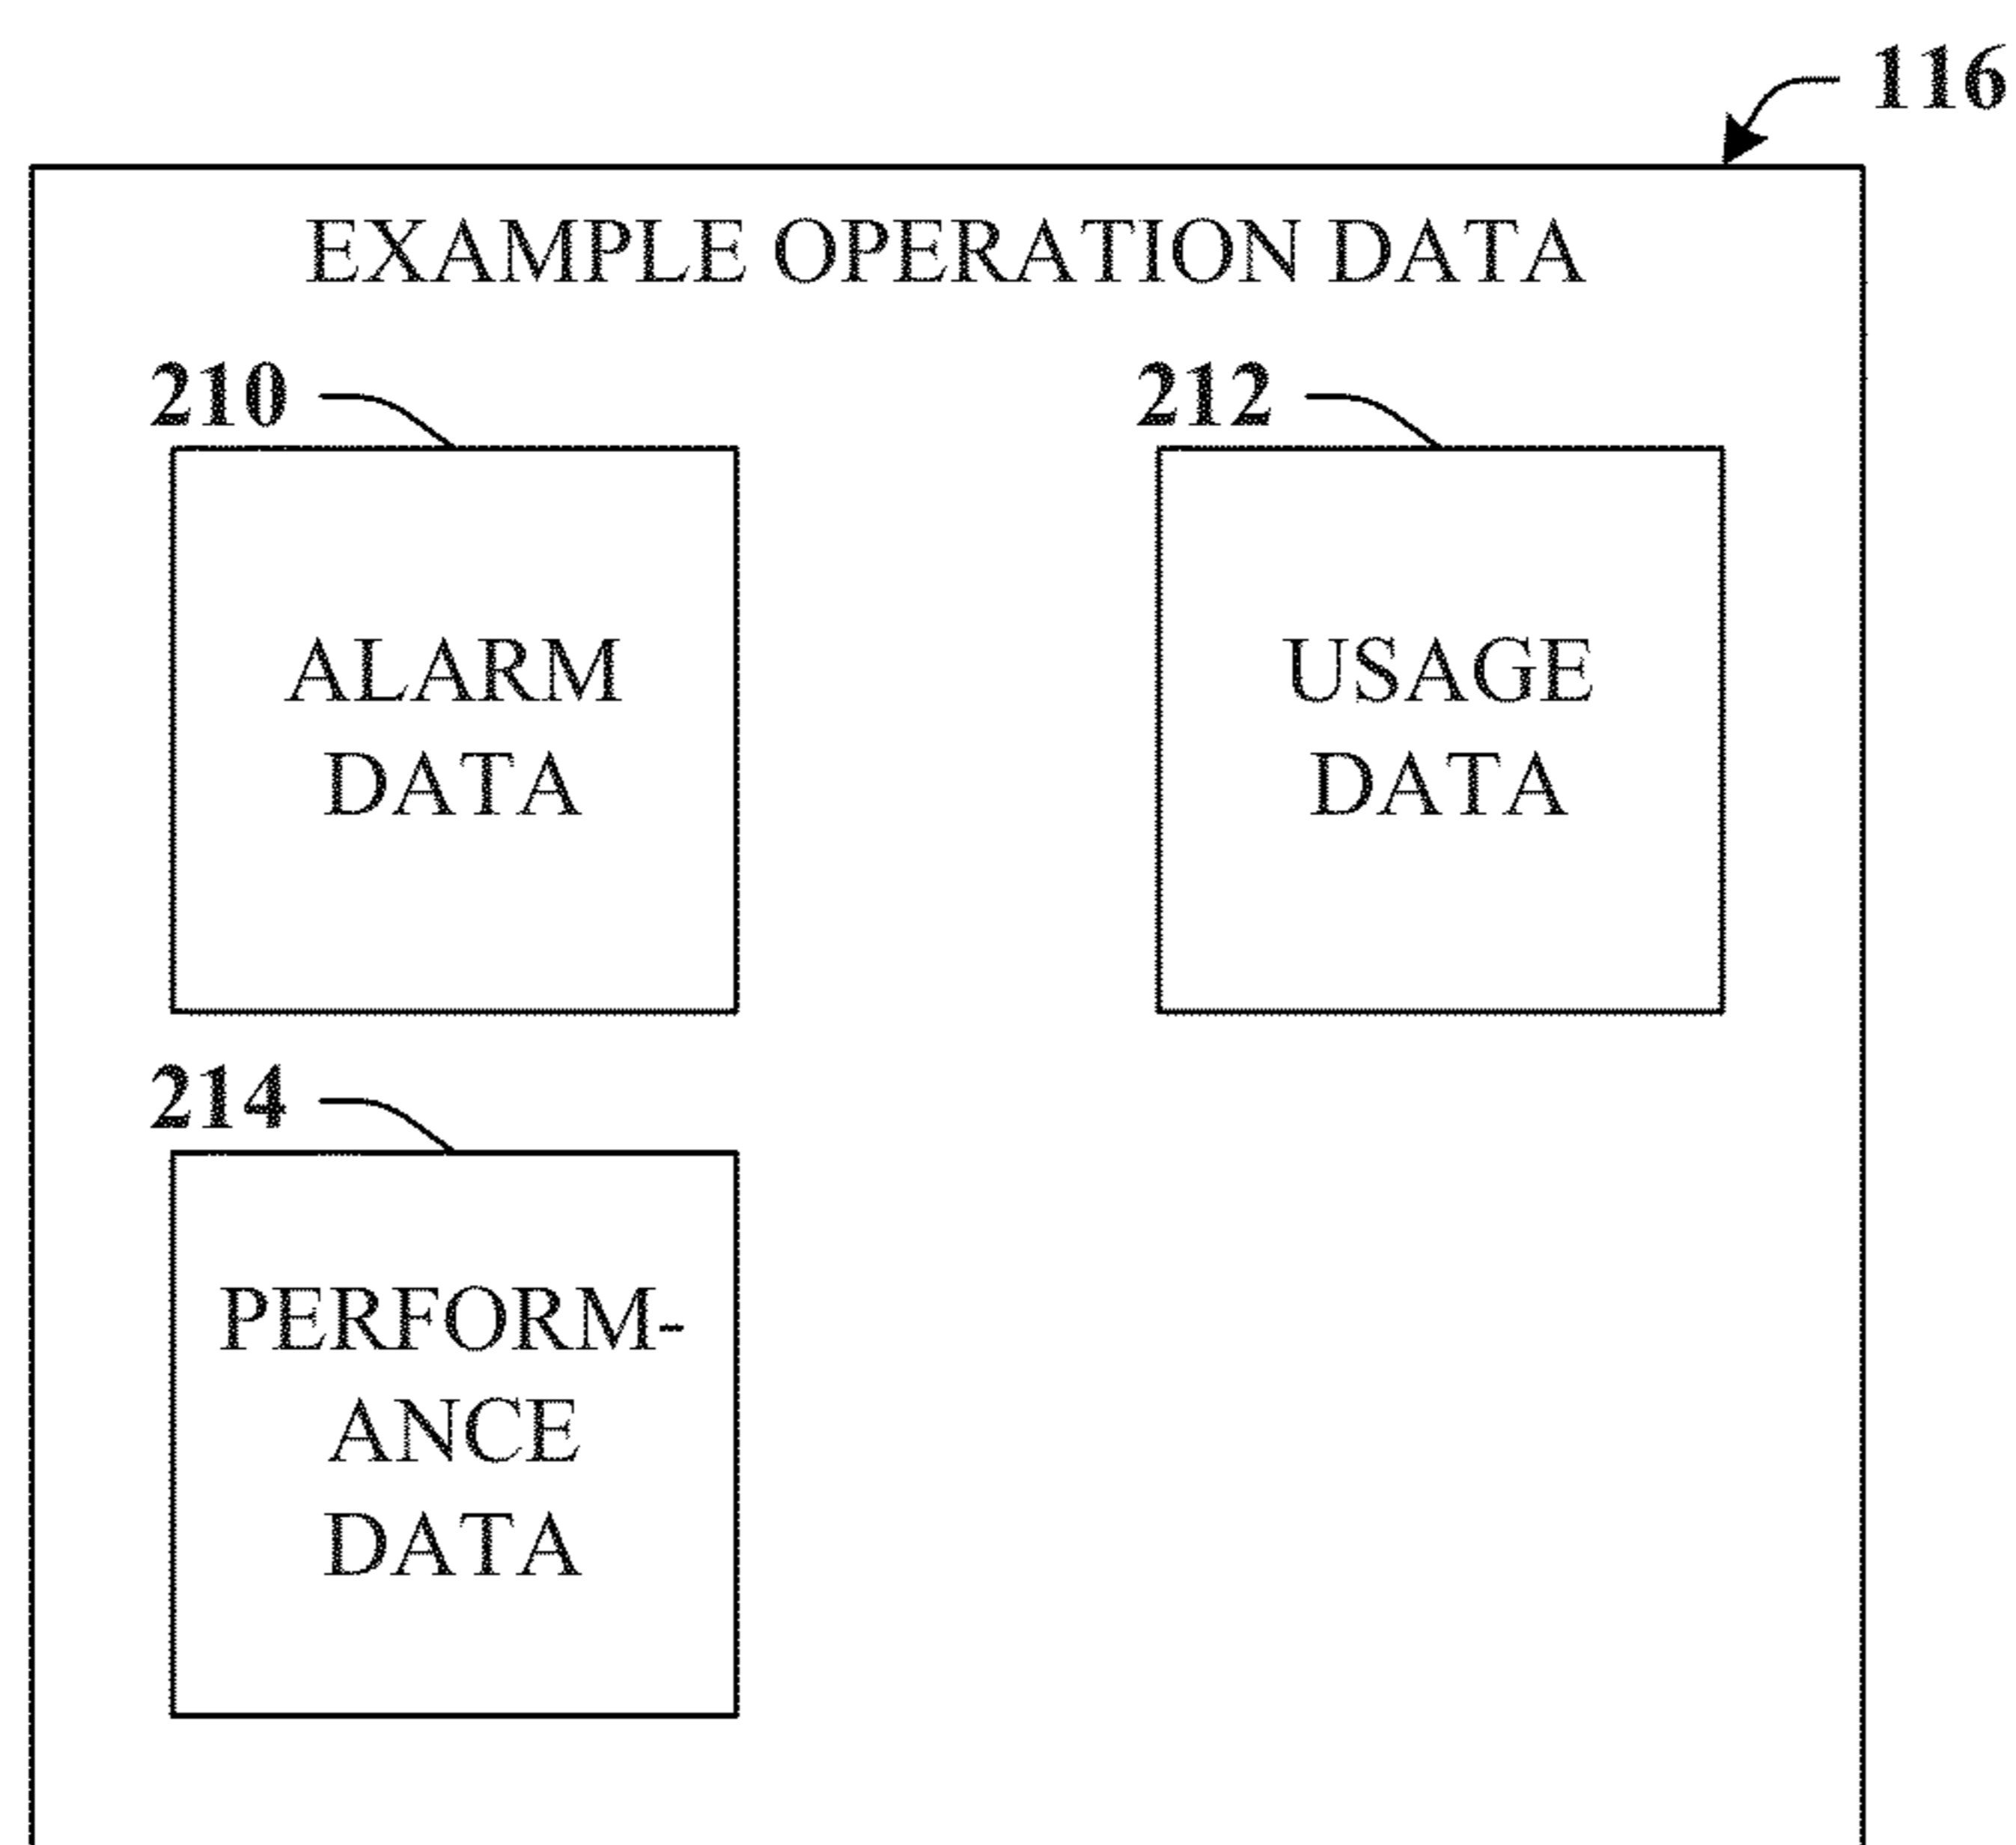 116
EXAMPLE OPERATION DATA
210
212
ALARM
DATA
USAGE
DATA
214
PERFORM-
ANCE
DATA